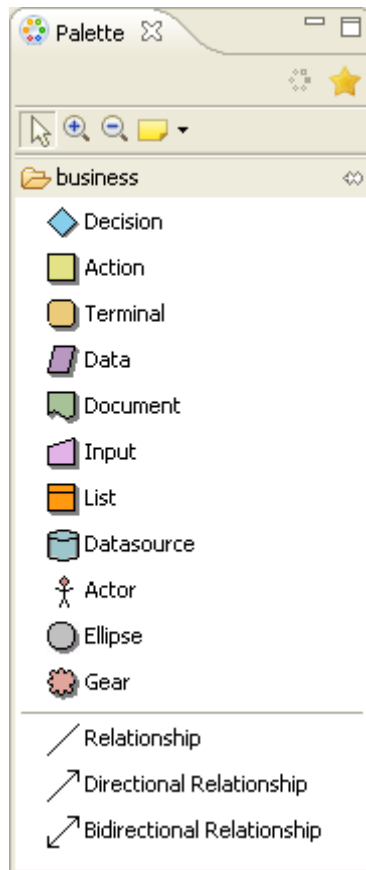 Palette
business
Decision
Action
Terminal
Data
Document
Input
List
Datasource
Actor
Ellipse
Gear
Relationship
Directional Relationship
Bidirectional Relationship